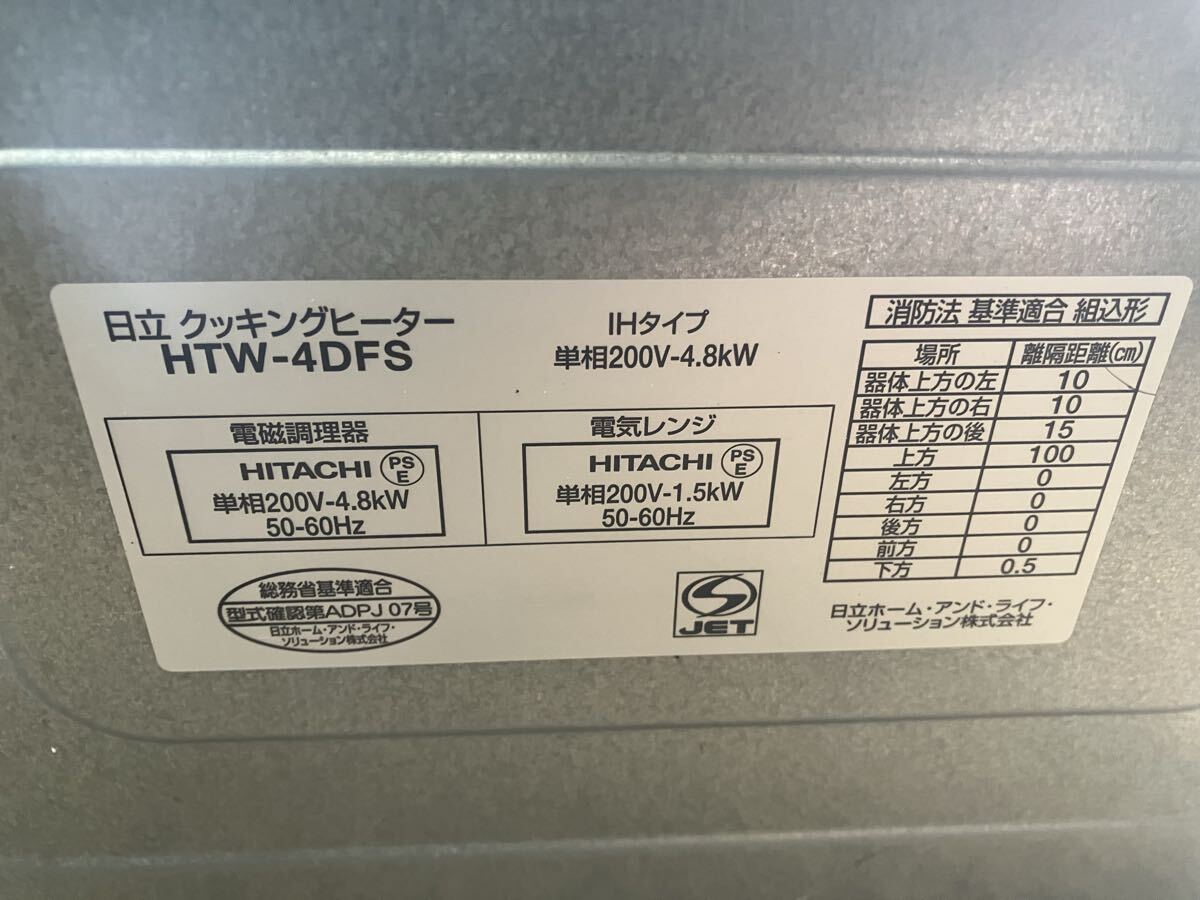 日立 クッキングヒーター
HTW-4DFS
IHタイプ
単相200V-4.8kW
電磁調理器
HITACHI PSE
単相200V-4.8kW
50-60Hz
電気レンジ
HITACHI PSE
単相200V-1.5kW
50-60Hz
総務省基準適合
型式確認第ADPJ 07号
日立ホーム・アンド・ライフ・
ソリューション株式会社
JET
消防法 基準適合 組込形
場所 離隔距離(cm)
器体上方の左 10
器体上方の右 10
器体上方の後 15
上方 100
左方 0
右方 0
後方 0
前方 0
下方 0.5
日立ホーム・アンド・ライフ・
ソリューション株式会社